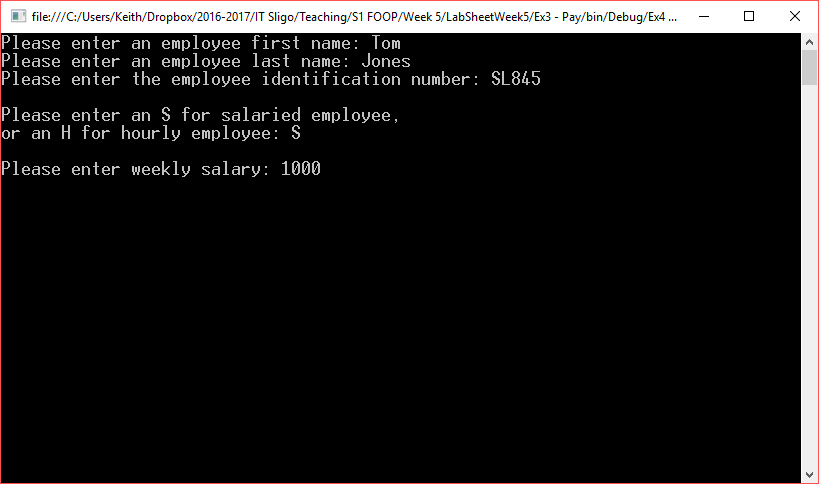 file:///C:/Users/Keith/Dropbox/2016-2017/IT Sligo/Teaching/S1 FOOP/Week 5/LabSheetWeek5/Ex3 - Pay/bin/Debug/Ex4 ...
Please enter an employee first name: Tom
Please enter an employee last name: Jones
Please enter the employee identification number: SL845
Please enter an S for salaried employee,
or an H for hourly employee: S
Please enter weekly salary: 1000